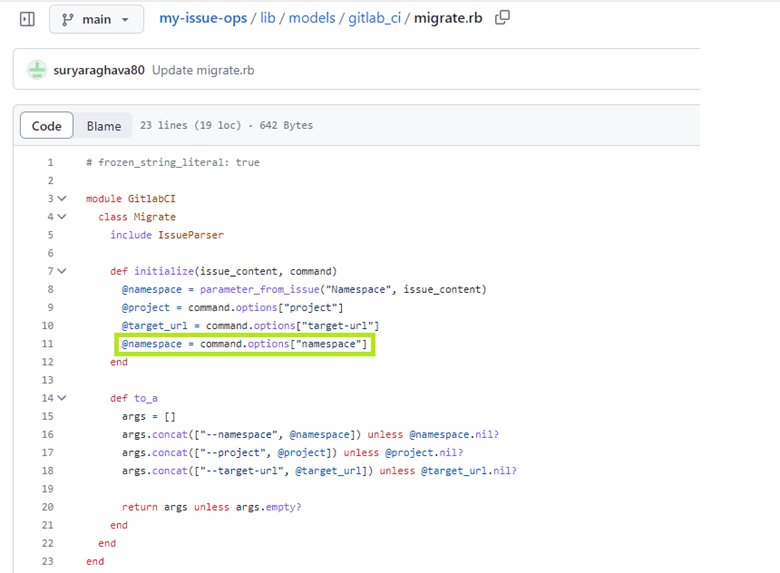 main
my-issue-ops / lib / models / gitlab_ci / migrate.rb
suryaraghava80 Update migrate.rb
Code Blame 23 lines (19 loc) · 642 Bytes
1 # frozen_string_literal: true
2
3 module GitlabCI
4 class Migrate
5 include IssueParser
6
7 def initialize(issue_content, command)
8 @namespace = parameter_from_issue("Namespace", issue_content)
9 @project = command.options["project"]
10 @target_url = command.options["target-url"]
11 @namespace = command.options["namespace"]
12 end
13
14 def to_a
15 args = []
16 args.concat(["--namespace", @namespace]) unless @namespace.nil?
17 args.concat(["--project", @project]) unless @project.nil?
18 args.concat(["--target-url", @target_url]) unless @target_url.nil?
19
20 return args unless args.empty?
21 end
22 end
23 end